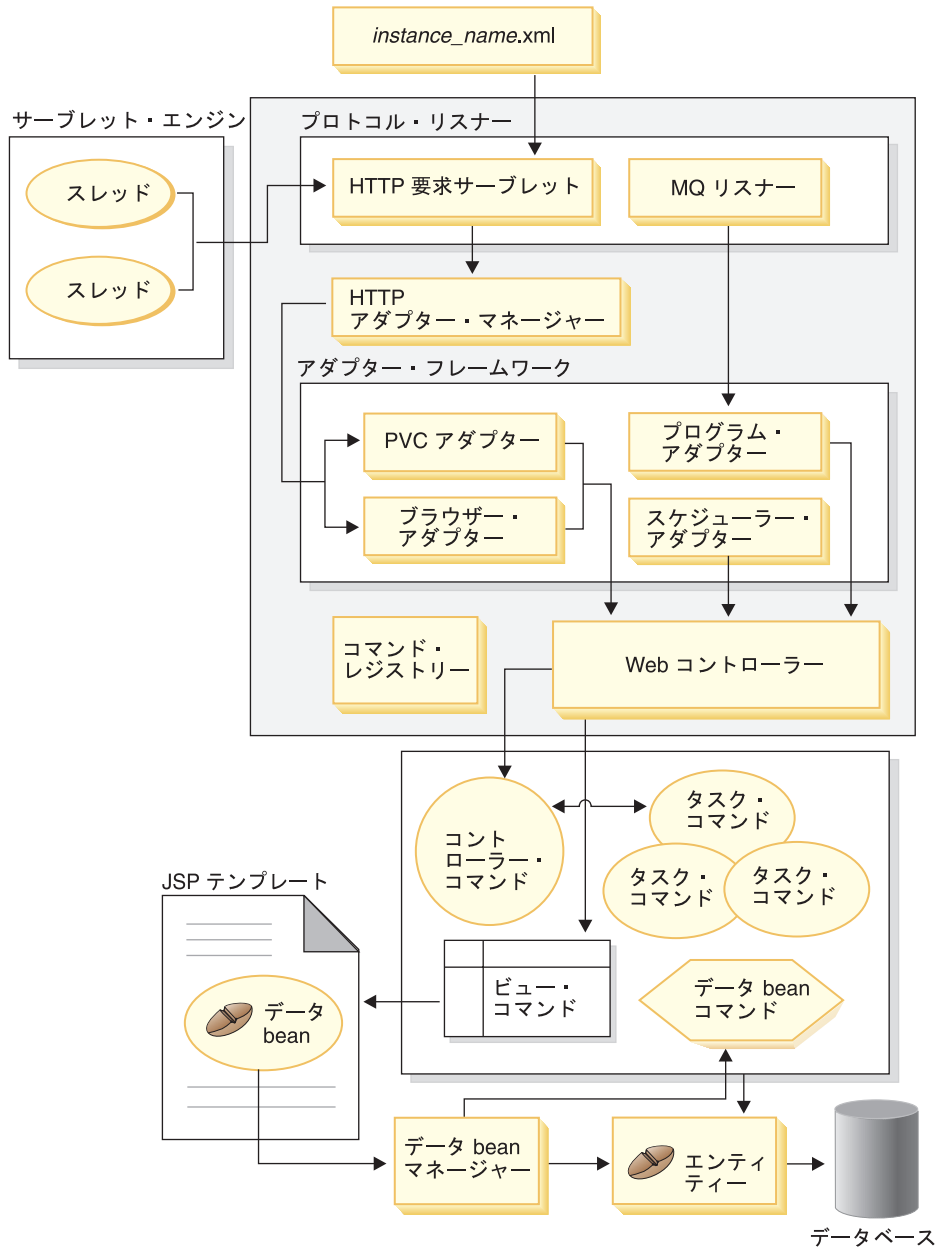 instance_name.xml
サーブレット・エンジン
スレッド
スレッド
プロトコル・リスナー
HTTP 要求サーブレット
MQ リスナー
HTTP
アダプター・マネージャー
アダプター・フレームワーク
PVC アダプター
プログラム・
アダプター
ブラウザー・
アダプター
スケジューラー・
アダプター
コマンド・
レジストリー
Web コントローラー
コント
ローラー・
コマンド
タスク・
コマンド
タスク・
コマンド
タスク・
コマンド
JSP テンプレート
データ
bean
ビュー・
コマンド
データ bean
コマンド
データ bean
マネージャー
エンティ
ティー
データベース